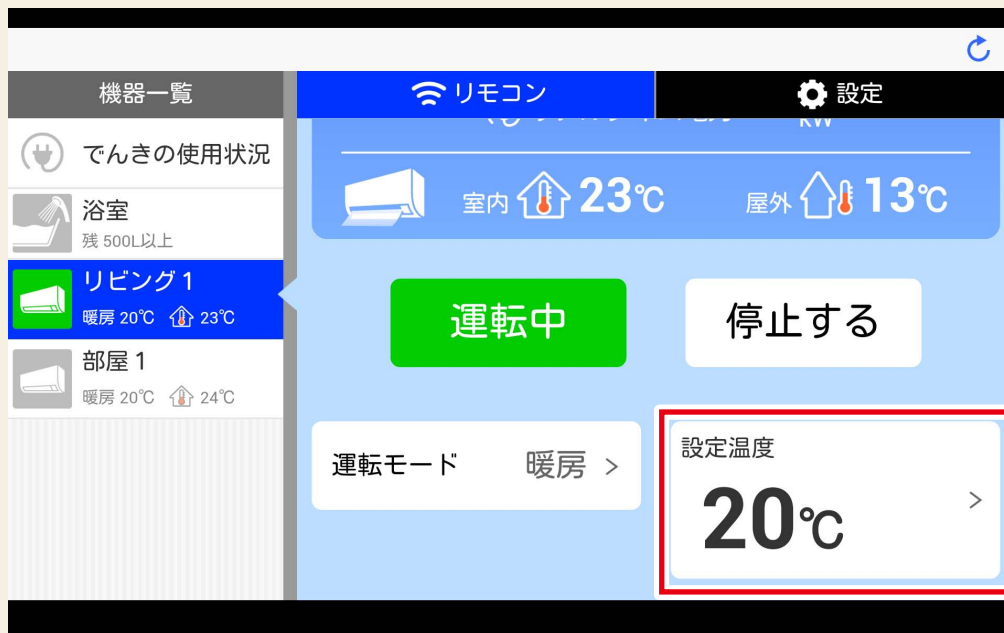 機器一覧
リモコン
設定
でんきの使用状況
浴室
残 500L以上
リビング1
暖房 20℃ 23℃
部屋1
暖房 20℃ 24℃
kW
室内 23℃
屋外 13℃
運転中
停止する
運転モード 暖房 >
設定温度
20℃ >